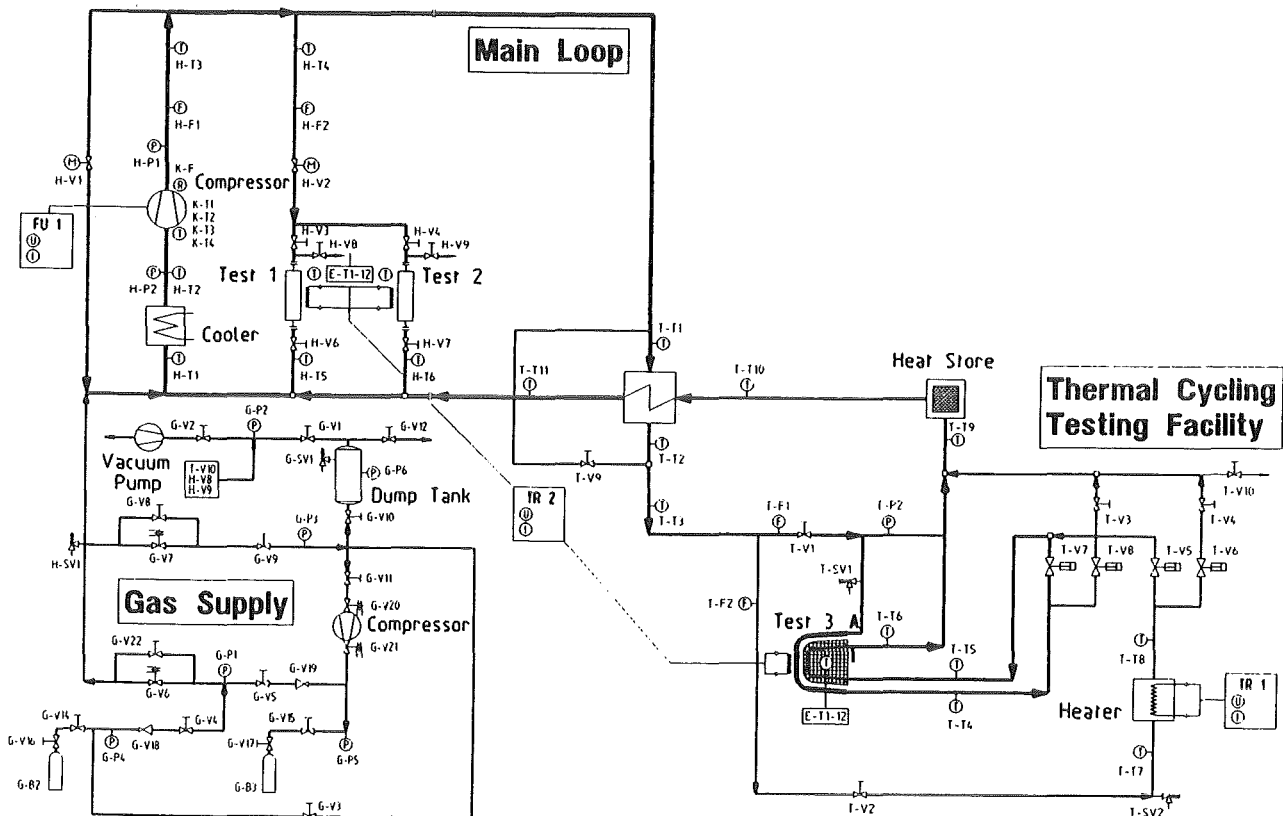 Main Loop
T
H-T3
T
H-T4
F
H-F1
F
H-F2
P
H-P1
M
H-V1
K-F
R
Compressor
M
H-V2
K-T1
K-T2
K-T3
K-T4
FU 1
U
I
H-V3
H-V4
H-V8
H-V9
Test 1
T
E-T1-12
T
Test 2
P
T
H-P2
H-T2
Cooler
H-V6
H-V7
T
H-T1
T
H-T5
T
H-T6
T-T1
T
T-T11
T
T-T10
T
Heat Store
T-T9
T
Thermal Cycling
Testing Facility
G-V2
G-P2
P
G-V1
G-V12
Vacuum
Pump
T-V10
H-V8
H-V9
G-SV1
P
G-P6
Dump Tank
T
T-T2
T-V9
TR 2
U
I
T
T-T3
T-V10
G-V8
G-V7
H-SV1
G-V9
G-P3
P
G-V10
T-F1
F
T-V1
T-P2
P
T-V3
T-V4
T-V7
T-V8
T-V5
T-V6
G-V11
T-SV1
Gas Supply
G-V20
Compressor
G-V21
T-F2
F
Test 3
T-T6
T
T
T-T5
T
T-T4
T
E-T1-12
T
T-T8
Heater
TR 1
U
I
G-V22
G-V6
G-P1
P
G-V5
G-V19
G-V14
G-V16
G-B2
P
G-P4
G-V18
G-V4
G-V15
G-V17
G-B3
P
G-P5
T
T-T7
G-V3
T-V2
T-SV2